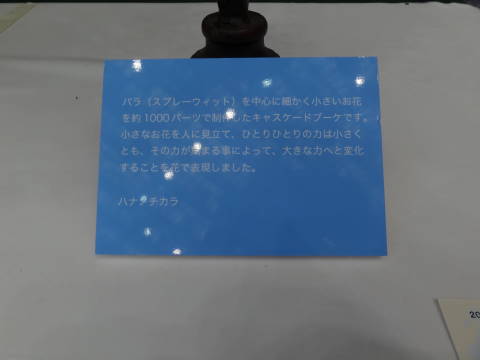 バラ（スプレーウィット）を中心に細かく小さいお花
を約1000パーツで制作したキャスケードブーケです。
小さなお花を人に見立て、ひとりひとりの力は小さく
とも、その力が集まる事によって、大きな力へと変化
することを花で表現しました。
ハナノチカラ
20